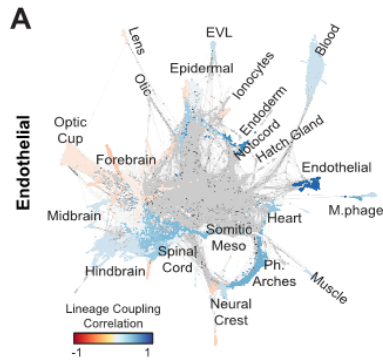 A
Endothelial
Lens
EVL
Blood
Otic
Epidermal
Ionocytes
Endoderm
Notocord
Hatch.Gland
Optic
Cup
Forebrain
Endothelial
M.phage
Midbrain
Heart
Somitic
Meso
Hindbrain
Spinal
Cord
Ph.
Arches
Muscle
Neural
Crest
Lineage Coupling
Correlation
-1
1